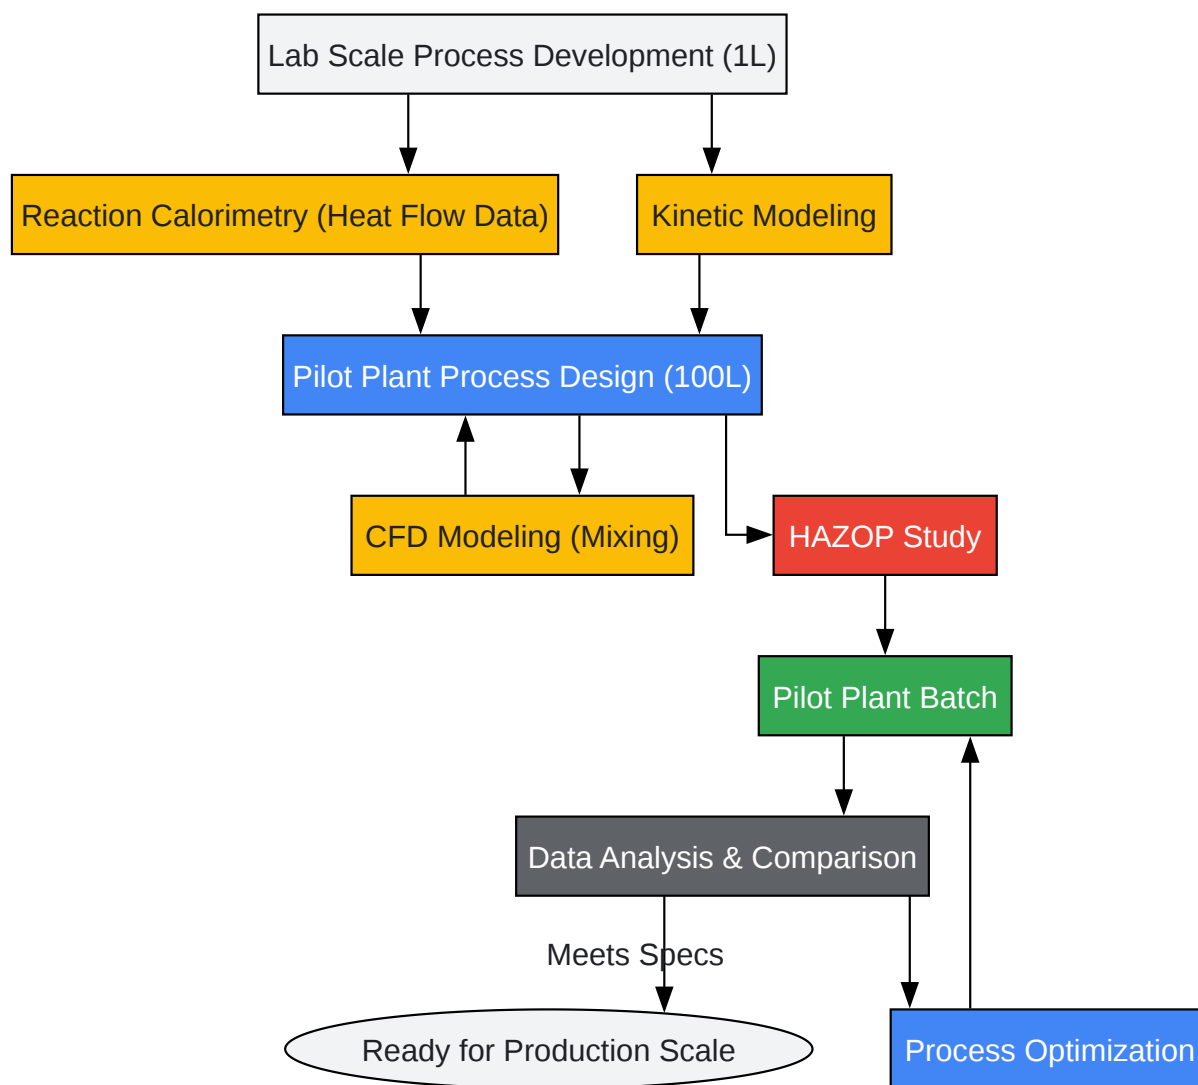 Lab Scale Process Development (1L)
Reaction Calorimetry (Heat Flow Data)
Kinetic Modeling
Pilot Plant Process Design (100L)
CFD Modeling (Mixing)
HAZOP Study
Pilot Plant Batch
Data Analysis & Comparison
Meets Specs
Ready for Production Scale
Process Optimization